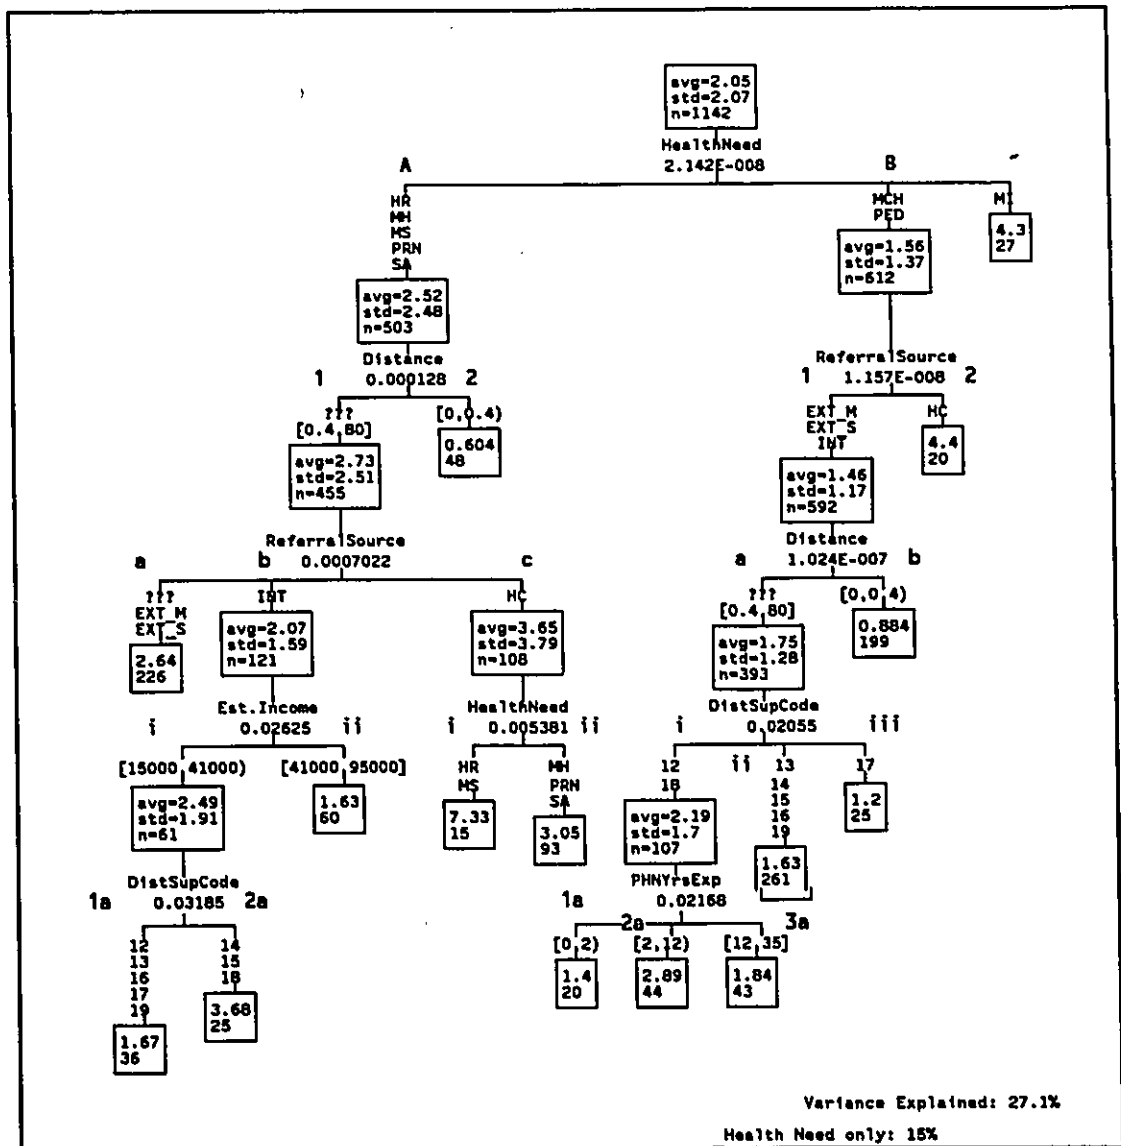 avg=2.05
std=2.07
n=1142
HealthNeed
2.142E-008
A
B
HR
MH
MS
PRN
SA
MCH
PED
MI
4.3
27
avg=2.52
std=2.48
n=503
avg=1.56
std=1.37
n=612
Distance
1 0.000128 2
Referral Source
1 1.157E-008 2
???
[0.4,80]
[0,0.4)
avg=2.73
std=2.51
n=455
0.604
48
EXT_M
EXT_S
INT
HC
4.4
20
avg=1.46
std=1.17
n=592
Referral Source
a b 0.0007022 c
Distance
a 1.024E-007 b
???
EXT_M
EXT_S
INT
HC
2.64
226
avg=2.07
std=1.59
n=121
avg=3.65
std=3.79
n=108
???
[0.4,80]
[0,0.4)
avg=1.75
std=1.28
n=393
0.884
199
Est.Income
i 0.02625 ii
HealthNeed
i 0.005381 ii
DistSupCode
i 0.02055 iii
ii
[15000,41000)
[41000,95000]
avg=2.49
std=1.91
n=61
1.63
60
HR
MS
7.33
15
MH
PRN
SA
3.05
93
12
18
avg=2.19
std=1.7
n=107
13
14
15
16
19
1.63
261
17
1.2
25
DistSupCode
1a 0.03185 2a
PHNYrsExp
1a 0.02168
2a 3a
12
13
16
17
19
1.67
36
14
15
18
3.68
25
[0,2)
1.4
20
[2,12)
2.89
44
[12,35]
1.84
43
Variance Explained: 27.1%
Health Need only: 15%